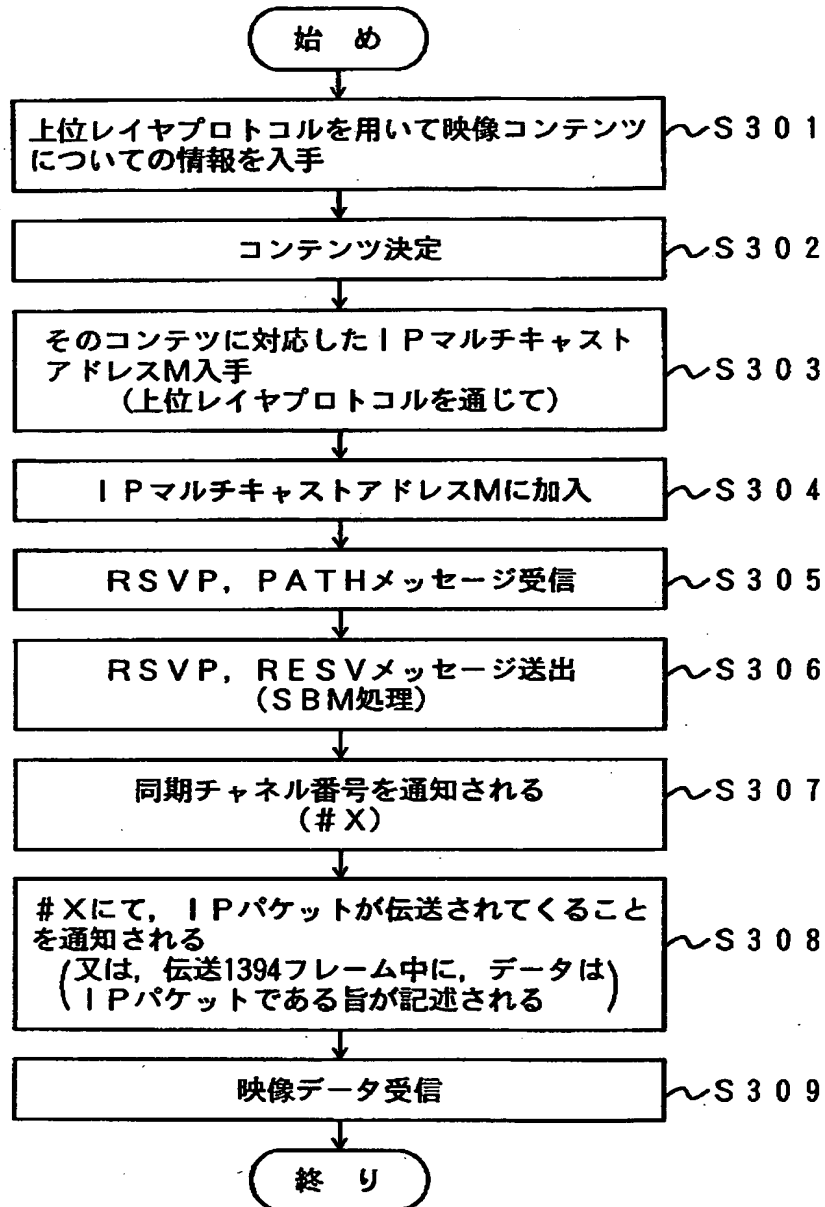 始 め
上位レイヤプロトコルを用いて映像コンテンツ
についての情報を入手
S301
コンテンツ決定
S302
そのコンテツに対応したIPマルチキャスト
アドレスM入手
(上位レイヤプロトコルを通じて)
S303
IPマルチキャストアドレスMに加入
S304
RSVP, PATHメッセージ受信
S305
RSVP, RESVメッセージ送出
(SBM処理)
S306
同期チャネル番号を通知される
(#X)
S307
#Xにて, IPパケットが伝送されてくること
を通知される
(又は, 伝送1394フレーム中に, データは
IPパケットである旨が記述される)
S308
映像データ受信
S309
終 り